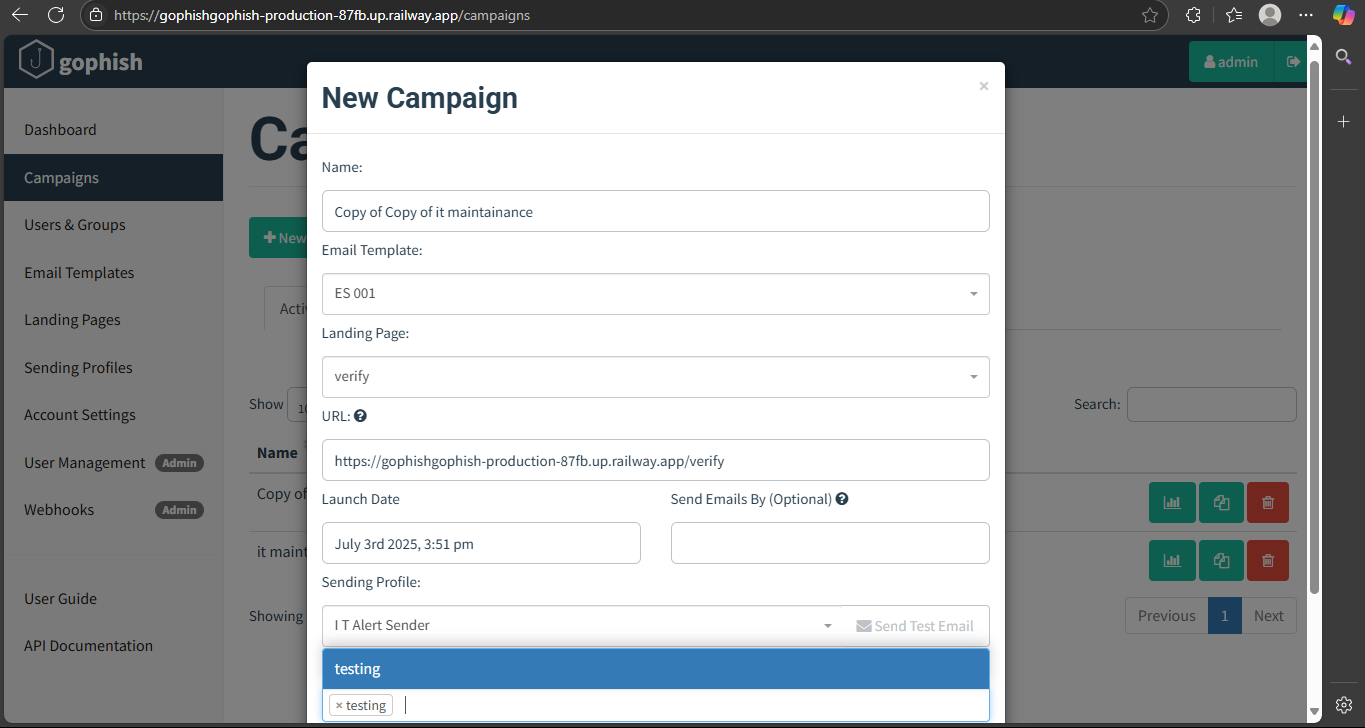 https://gophishgophish-production-87fb.up.railway.app/campaigns
gophish
admin
Dashboard
Campaigns
Users & Groups
Email Templates
Landing Pages
Sending Profiles
Account Settings
User Management Admin
Webhooks Admin
User Guide
API Documentation
Ca
New
Acti
Show 10
Search:
Name
Copy of
it maint
Showing
Previous 1 Next
New Campaign
×
Name:
Copy of Copy of it maintainance
Email Template:
ES 001
Landing Page:
verify
URL:
https://gophishgophish-production-87fb.up.railway.app/verify
Launch Date Send Emails By (Optional)
July 3rd 2025, 3:51 pm
Sending Profile:
I T Alert Sender Send Test Email
testing
× testing